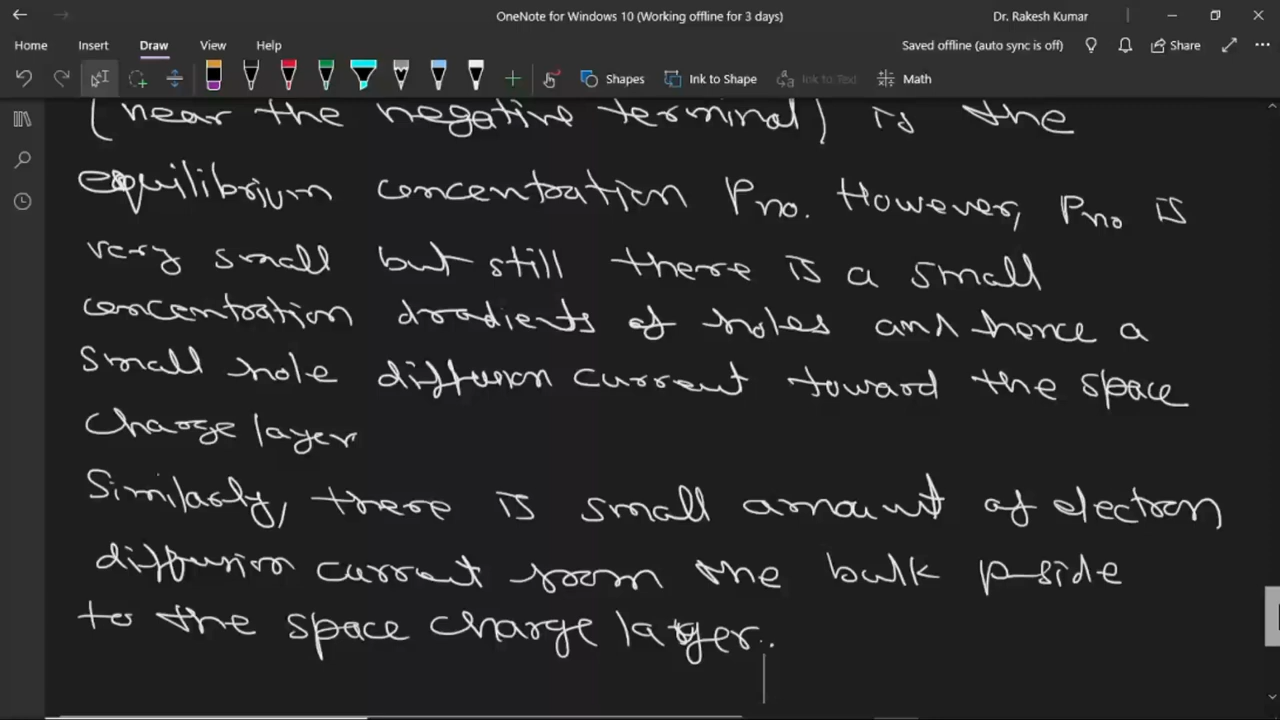 OneNote for Windows 10 (Working offline for 3 days)
Dr. Rakesh Kumar
Home Insert Draw View Help
Saved offline (auto sync is off)
Share
Shapes
Ink to Shape
Ink to Text
Math
(near the negative terminal) is the
equilibrium concentration Pno. However, Pno is
very small but still there is a small
concentration dradients of holes and hence a
small hole diffusion current toward the space
charge layer
Similarly, there is small amount of electron
diffusion current from the bulk p-side
to the space charge layer.